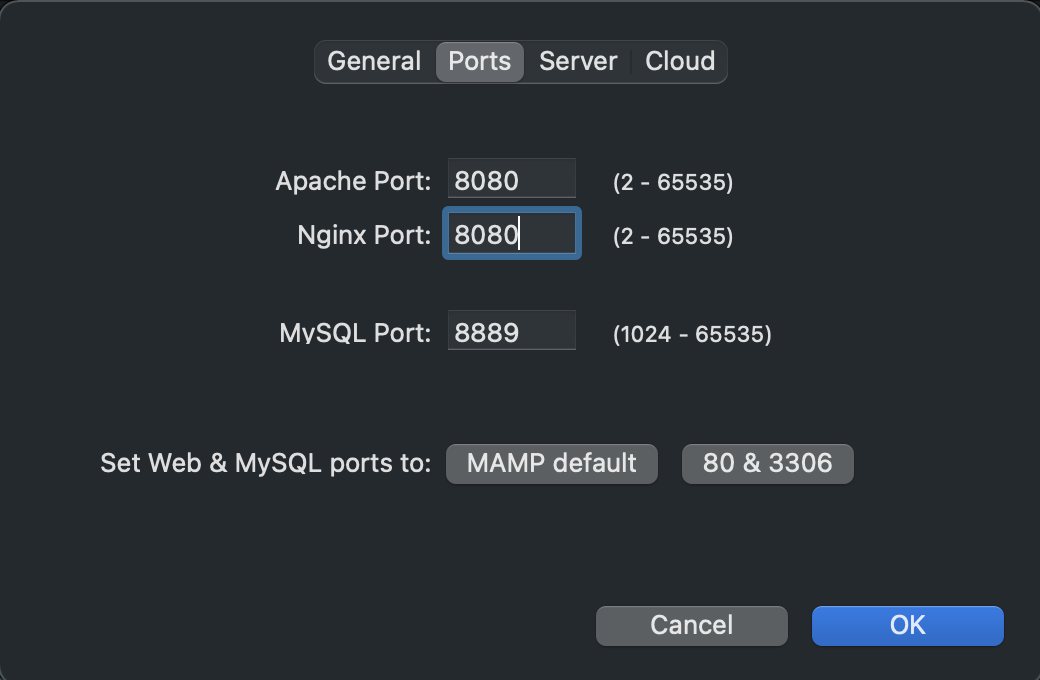 General Ports Server Cloud
Apache Port: 8080 (2 - 65535)
Nginx Port: 8080 (2 - 65535)
MySQL Port: 8889 (1024 - 65535)
Set Web & MySQL ports to: MAMP default 80 & 3306
Cancel OK